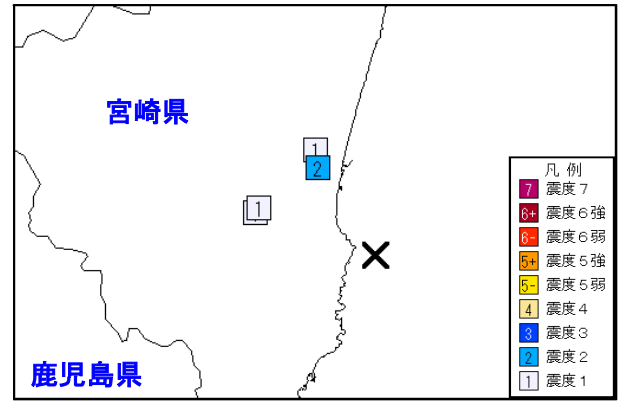 宮崎県
1
2
1
鹿児島県
凡 例
7 震度７
6+ 震度６強
6- 震度６弱
5+ 震度５強
5- 震度５弱
4 震度４
3 震度３
2 震度２
1 震度１